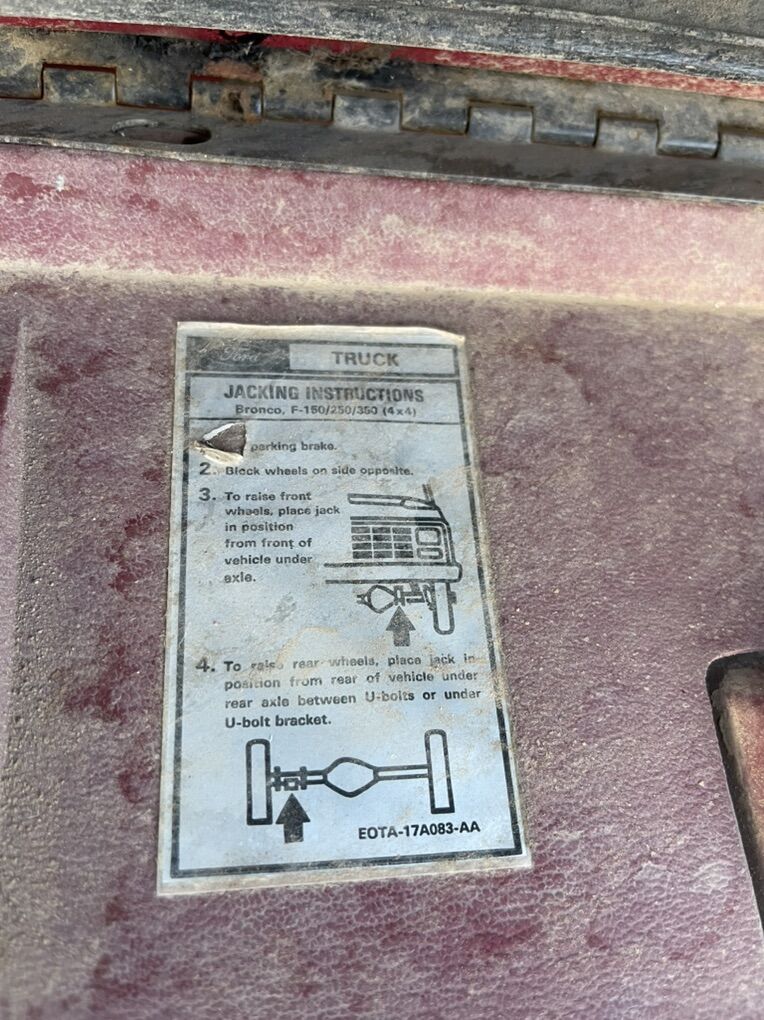 Ford
TRUCK
JACKING INSTRUCTIONS
Bronco, F-150/250/350 (4x4)
parking brake.
2. Block wheels on side opposite.
3. To raise front
wheels, place jack
in position
from front of
vehicle under
axle.
4. To raise rear wheels, place jack in
position from rear of vehicle under
rear axle between U-bolts or under
U-bolt bracket.
EOTA-17A083-AA